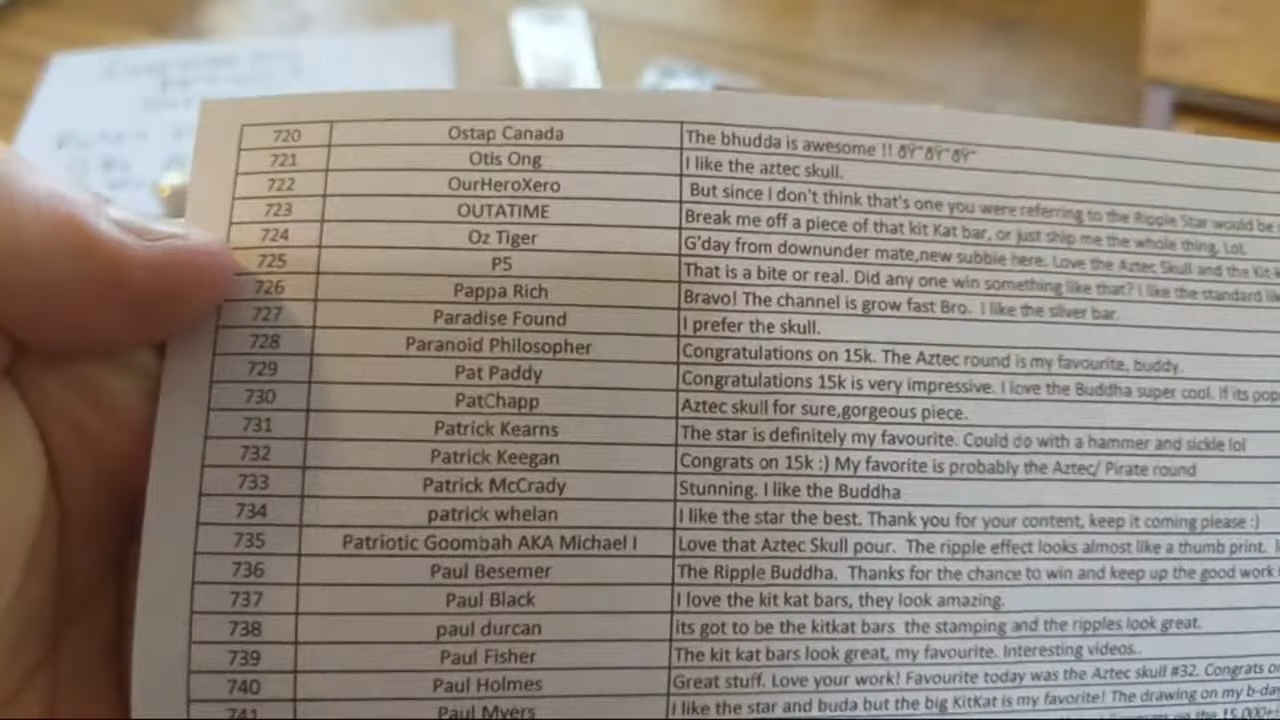 720 Ostap Canada The bhudda is awesome !! ðŸ˜ðŸ˜ðŸ˜
721 Otis Ong I like the aztec skull.
722 OurHeroXero But since I don't think that's one you were referring to the Ripple Star would be
723 OUTATIME Break me off a piece of that kit Kat bar, or just ship me the whole thing, LoL
724 Oz Tiger G'day from downunder mate,new subbie here. Love the Aztec Skull and the Kit-
725 P5 That is a bite or real. Did any one win something like that? I like the standard
726 Pappa Rich Bravo! The channel is grow fast Bro. I like the silver bar.
727 Paradise Found I prefer the skull.
728 Paranoid Philosopher Congratulations on 15k. The Aztec round is my favourite, buddy.
729 Pat Paddy Congratulations 15k is very impressive. I love the Buddha super cool. If its pop
730 PatChapp Aztec skull for sure,gorgeous piece.
731 Patrick Kearns The star is definitely my favourite. Could do with a hammer and sickle lol
732 Patrick Keegan Congrats on 15k :) My favorite is probably the Aztec/ Pirate round
733 Patrick McCrady Stunning. I like the Buddha
734 patrick whelan I like the star the best. Thank you for your content, keep it coming please :)
735 Patriotic Goombah AKA Michael I Love that Aztec Skull pour. The ripple effect looks almost like a thumb print.
736 Paul Besemer The Ripple Buddha. Thanks for the chance to win and keep up the good work!
737 Paul Black I love the kit kat bars, they look amazing.
738 paul durcan its got to be the kitkat bars the stamping and the ripples look great.
739 Paul Fisher The kit kat bars look great, my favourite. Interesting videos..
740 Paul Holmes Great stuff. Love your work! Favourite today was the Aztec skull #32. Congrats
741 Paul Myers I like the star and buda but the big KitKat is my favorite! The drawing on my b-day